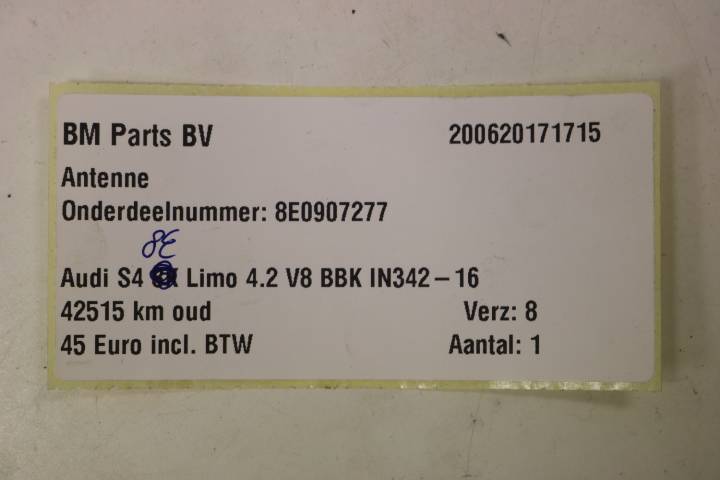 BM Parts BV 200620171715
Antenne
Onderdeelnummer: 8E0907277
8E
Audi S4 Limo 4.2 V8 BBK IN342-16
42515 km oud Verz: 8
45 Euro incl. BTW Aantal: 1